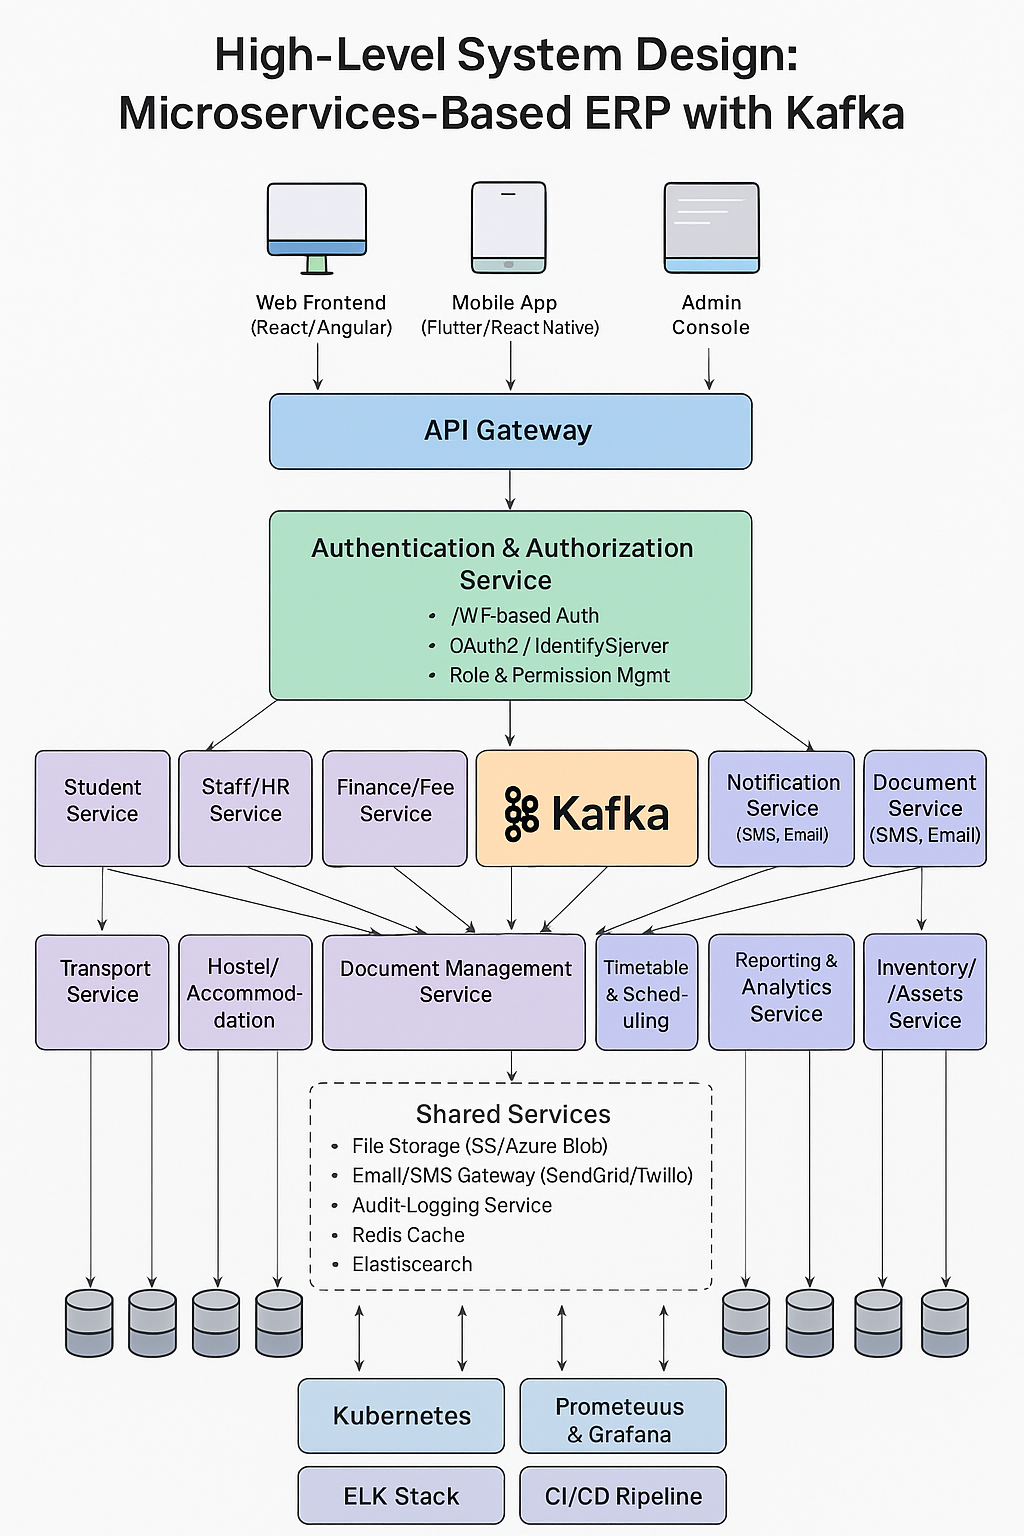 High-Level System Design:
Microservices-Based ERP with Kafka
Web Frontend
(React/Angular)
Mobile App
(Flutter/React Native)
Admin
Console
API Gateway
Authentication & Authorization
Service
• /WF-based Auth
• OAuth2 / IdentifySjerver
• Role & Permission Mgmt
Student
Service
Staff/HR
Service
Finance/Fee
Service
Kafka
Notification
Service
(SMS, Email)
Document
Service
(SMS, Email)
Transport
Service
Hostel/
Accommod-
dation
Document Management
Service
Timetable
& Sched-
uling
Reporting &
Analytics
Service
Inventory/
/Assets
Service
Shared Services
• File Storage (SS/Azure Blob)
• Emall/SMS Gateway (SendGrid/Twillo)
• Audit-Logging Service
• Redis Cache
• Elastiscearch
Kubernetes
Prometeuus
& Grafana
ELK Stack
CI/CD Ripeline